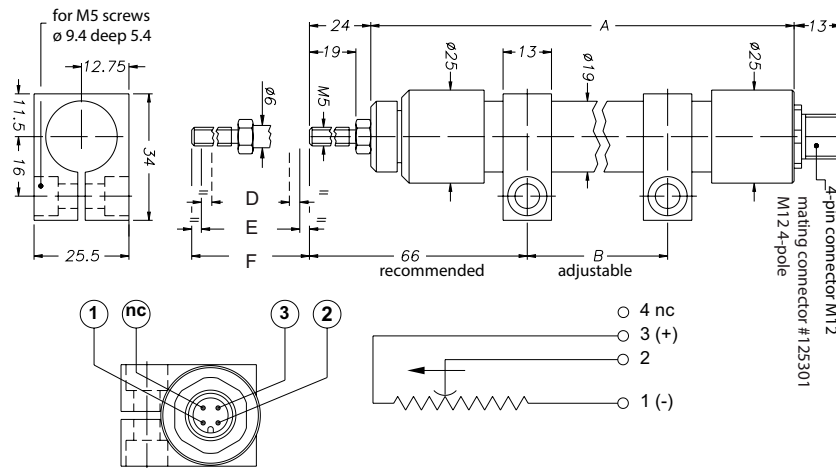 for M5 screws
ø 9.4 deep 5.4
12.75
11.5
16
34
25.5
24
19
A
13
ø25
13
ø19
ø25
ø6
M5
=
=
D
=
=
E
F
66
recommended
B
adjustable
4-pin connector M12
mating connector #125301
M12 4-pole
1
nc
3
2
4 nc
3 (+)
2
1 (-)